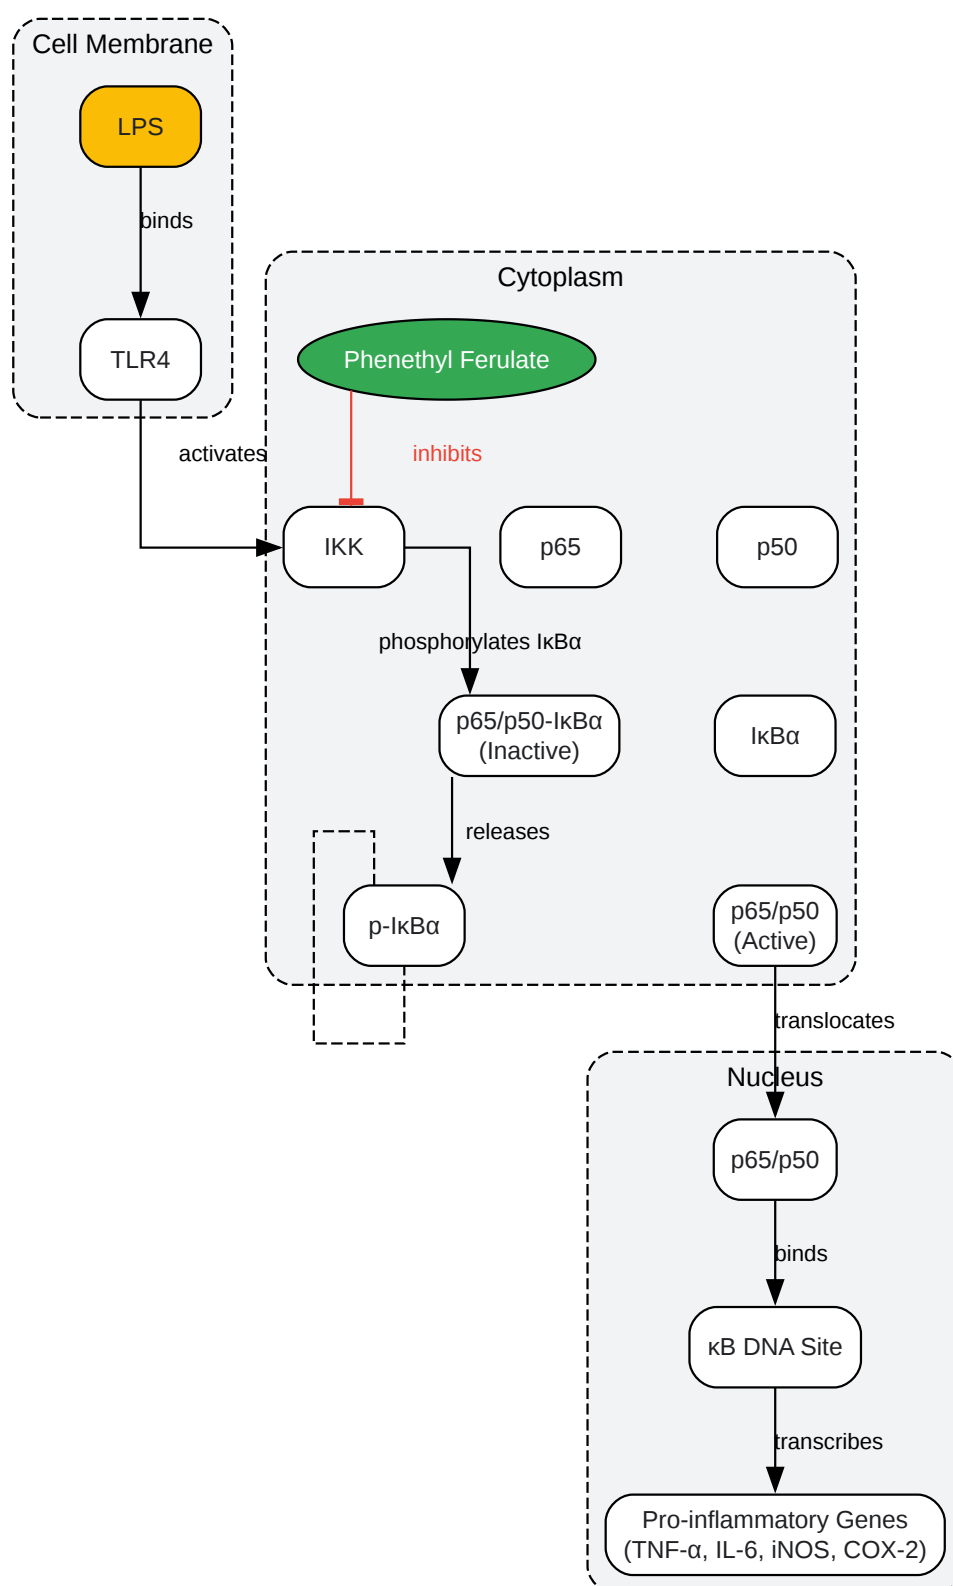 Cell Membrane
LPS
binds
TLR4
activates
Cytoplasm
Phenethyl Ferulate
inhibits
IKK
p65
p50
phosphorylates IκBα
p65/p50-IκBα
(Inactive)
IκBα
releases
p-IκBα
p65/p50
(Active)
translocates
Nucleus
p65/p50
binds
κB DNA Site
transcribes
Pro-inflammatory Genes
(TNF-α, IL-6, iNOS, COX-2)